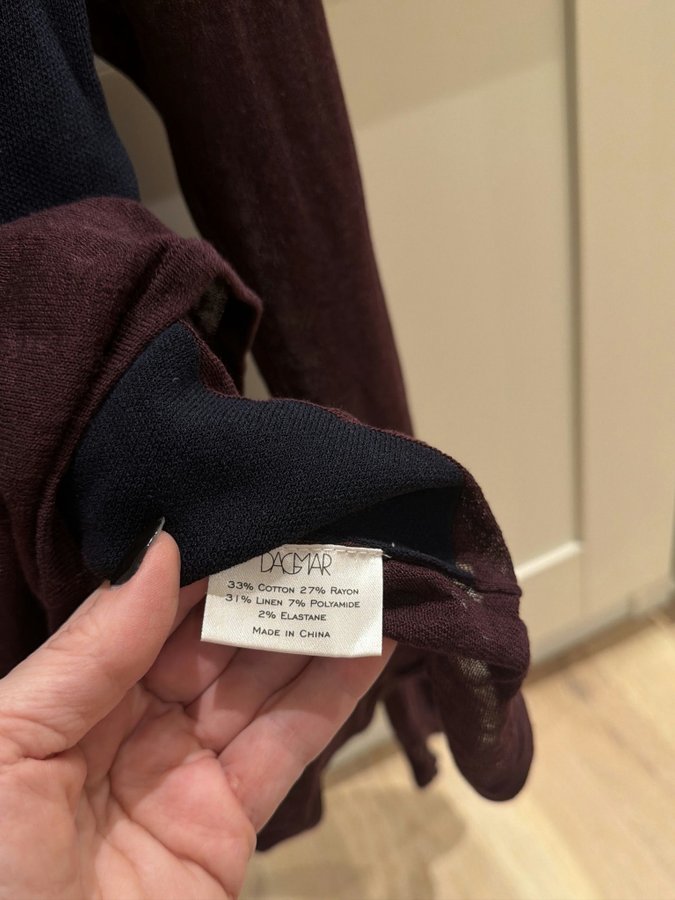 DAGMAR
33% Cotton 27% Rayon
31% Linen 7% Polyamide
2% Elastane
Made in China